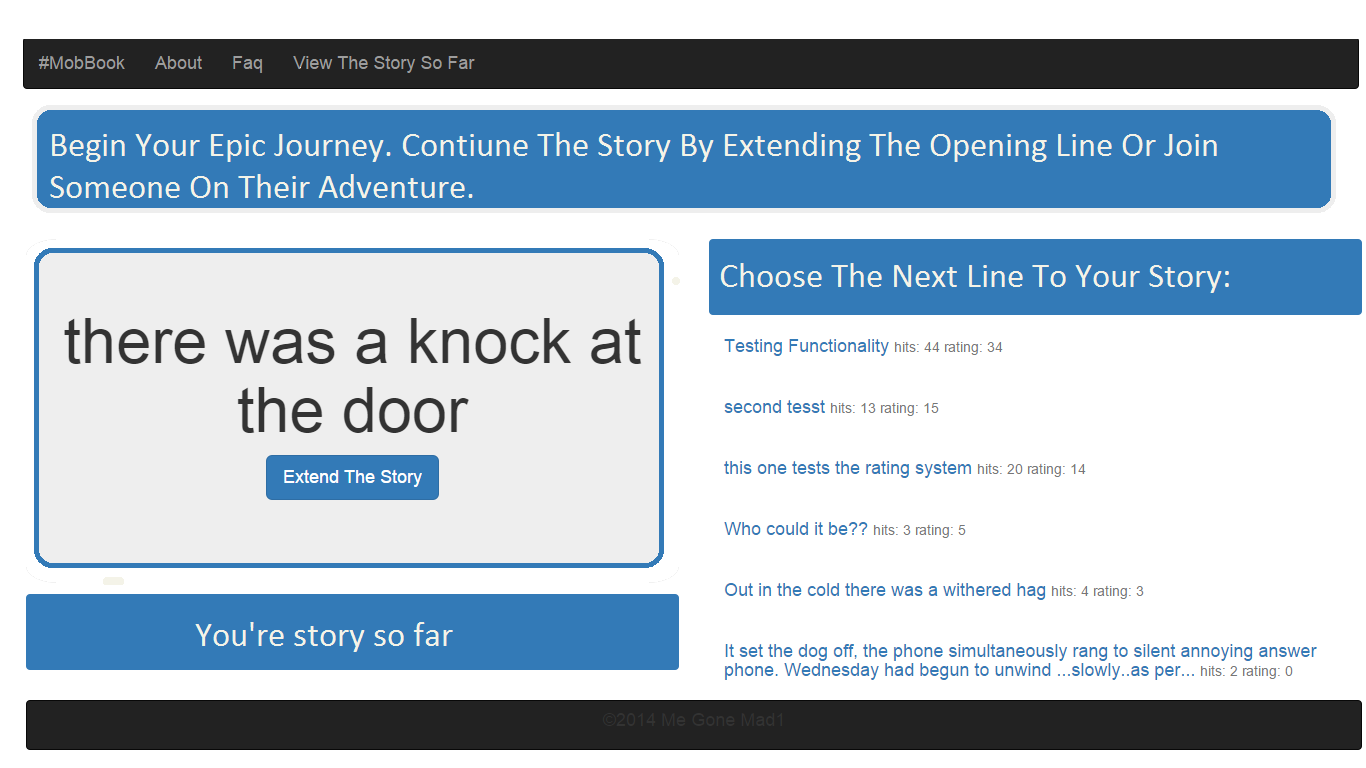 #MobBook About Faq View The Story So Far
Begin Your Epic Journey. Contiune The Story By Extending The Opening Line Or Join
Someone On Their Adventure.
there was a knock at
the door
Extend The Story
You're story so far
Choose The Next Line To Your Story:
Testing Functionality hits: 44 rating: 34
second tesst hits: 13 rating: 15
this one tests the rating system hits: 20 rating: 14
Who could it be?? hits: 3 rating: 5
Out in the cold there was a withered hag hits: 4 rating: 3
It set the dog off, the phone simultaneously rang to silent annoying answer
phone. Wednesday had begun to unwind ...slowly..as per... hits: 2 rating: 0
©2014 Me Gone Mad1